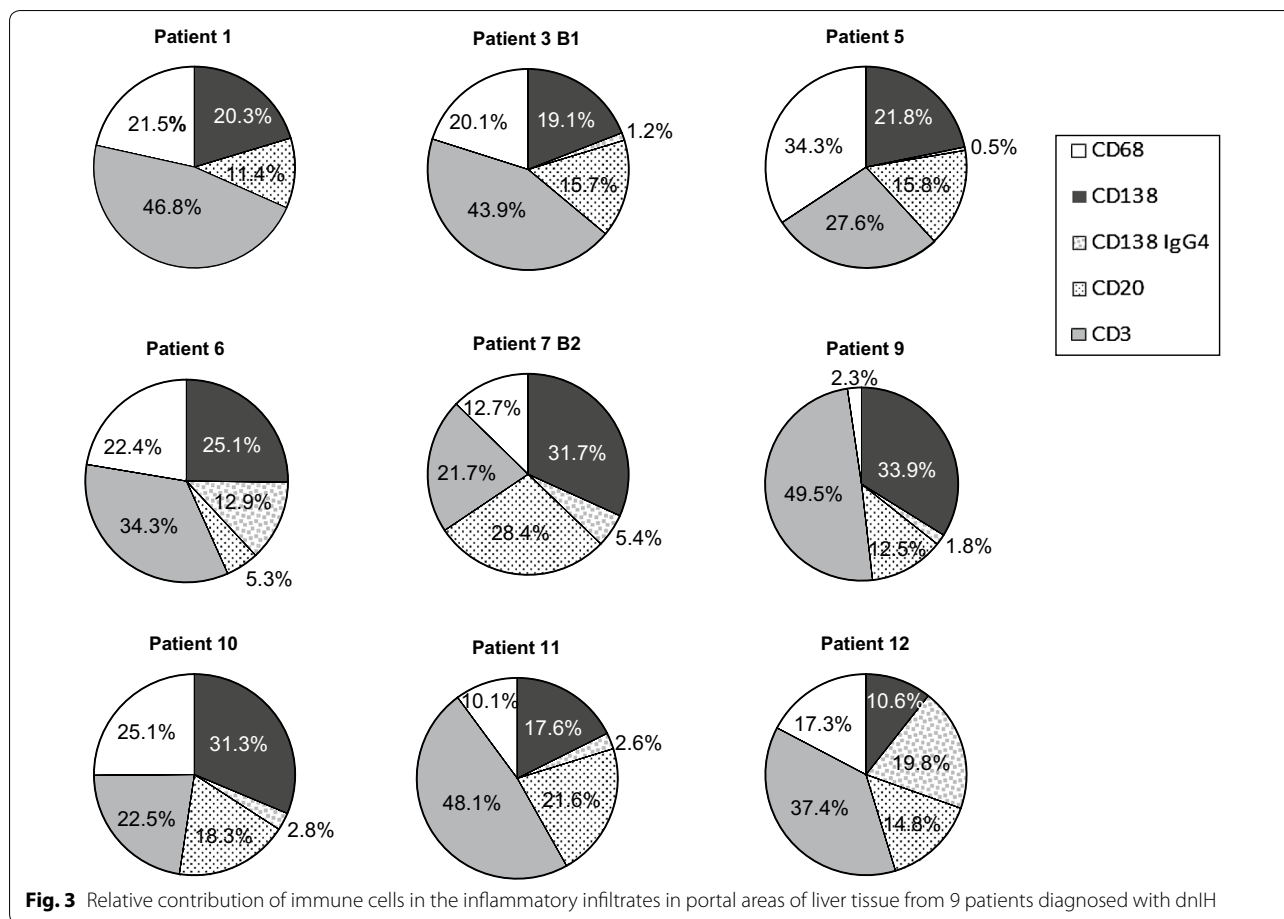 Patient 1
21.5%
20.3%
11.4%
46.8%
Patient 3 B1
20.1%
19.1%
1.2%
15.7%
43.9%
Patient 5
34.3%
21.8%
0.5%
15.8%
27.6%
CD68
CD138
CD138 IgG4
CD20
CD3
Patient 6
22.4%
25.1%
12.9%
34.3%
5.3%
Patient 7 B2
12.7%
31.7%
21.7%
28.4%
5.4%
Patient 9
2.3%
33.9%
49.5%
12.5%
1.8%
Patient 10
25.1%
31.3%
22.5%
18.3%
2.8%
Patient 11
10.1%
17.6%
2.6%
48.1%
21.6%
Patient 12
17.3%
10.6%
19.8%
37.4%
14.8%
Fig. 3 Relative contribution of immune cells in the inflammatory infiltrates in portal areas of liver tissue from 9 patients diagnosed with dnIH